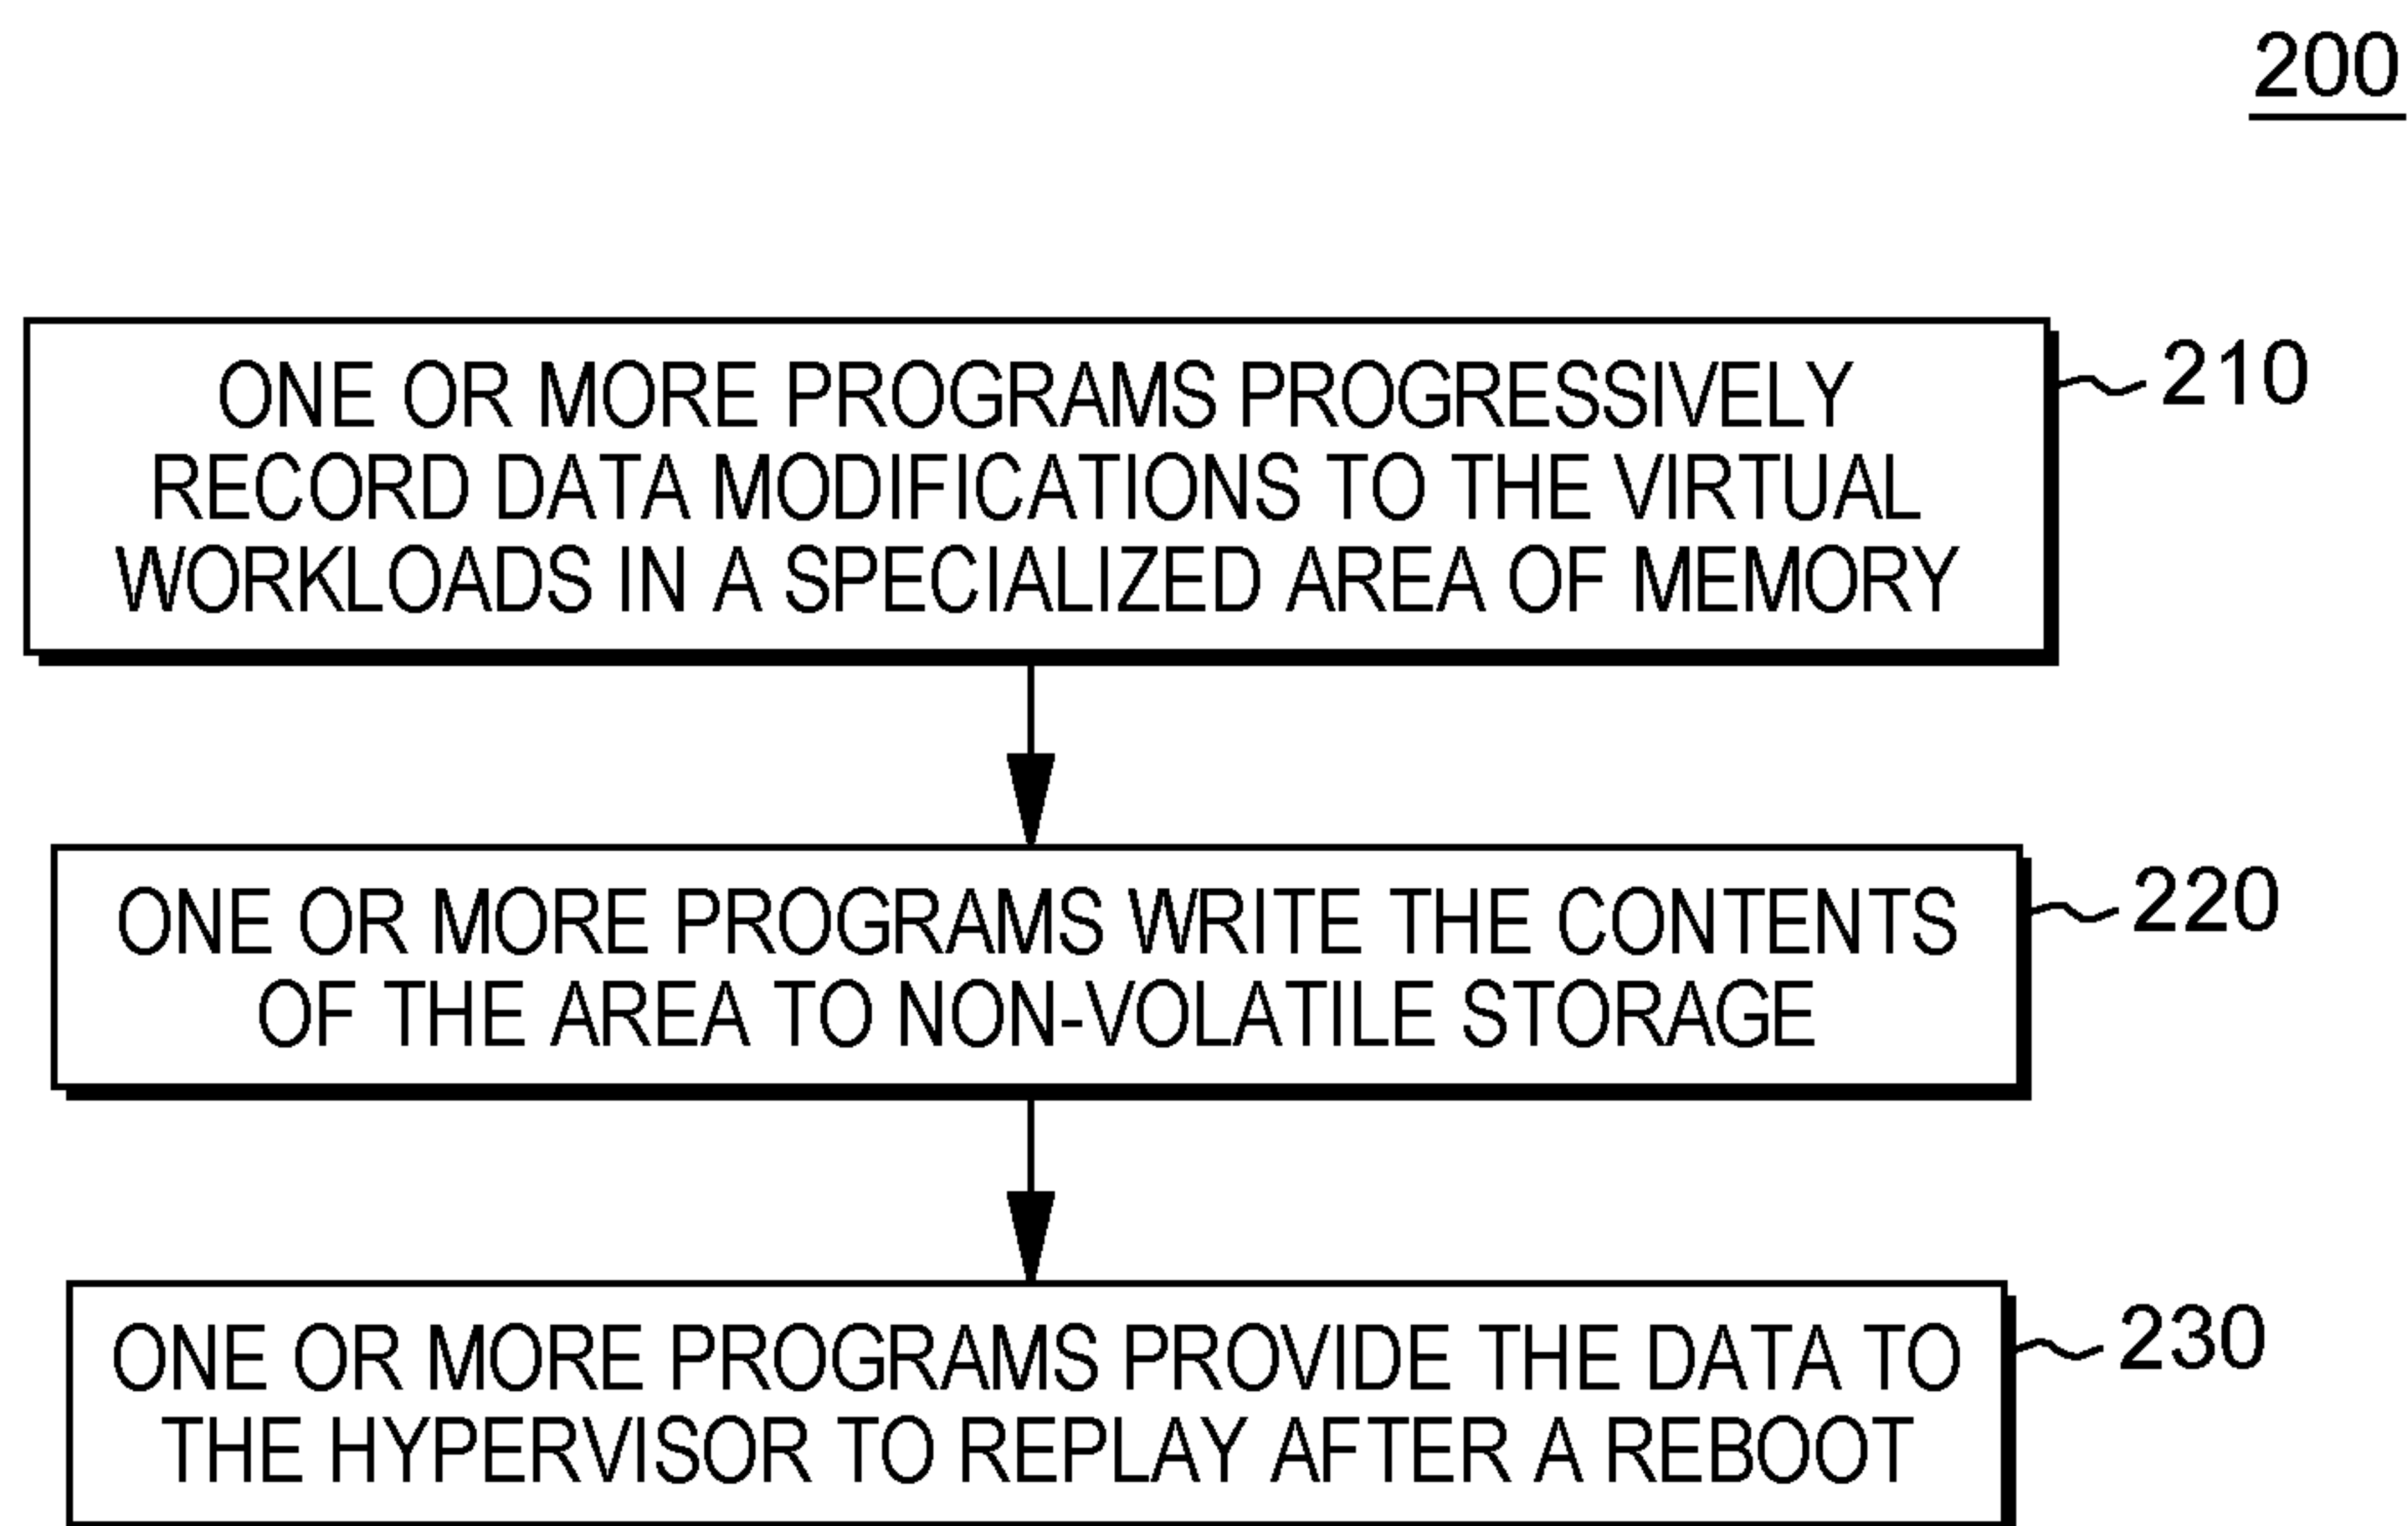 200
ONE OR MORE PROGRAMS PROGRESSIVELY
RECORD DATA MODIFICATIONS TO THE VIRTUAL
WORKLOADS IN A SPECIALIZED AREA OF MEMORY
210
ONE OR MORE PROGRAMS WRITE THE CONTENTS
OF THE AREA TO NON-VOLATILE STORAGE
220
ONE OR MORE PROGRAMS PROVIDE THE DATA TO
THE HYPERVISOR TO REPLAY AFTER A REBOOT
230